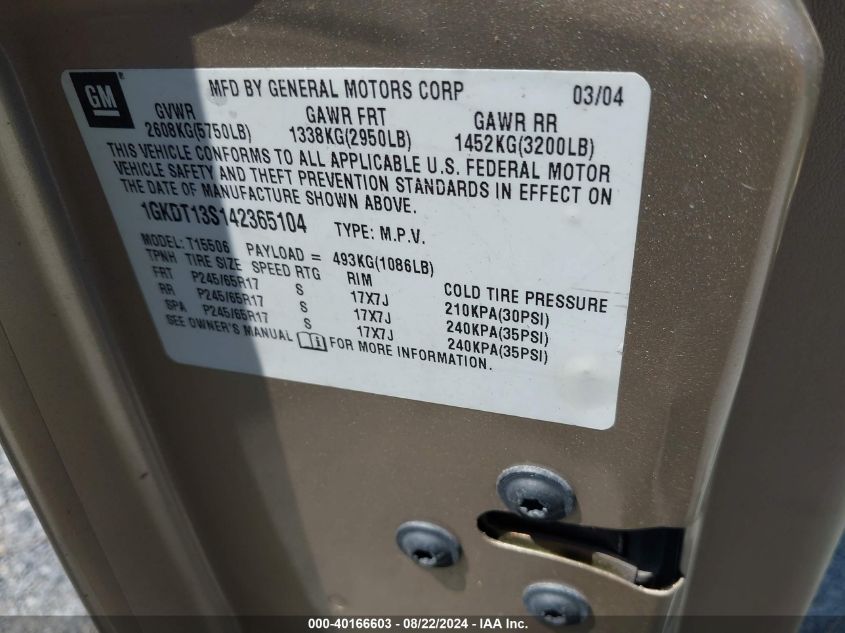 GM
MFD BY GENERAL MOTORS CORP 03/04
GVWR GAWR FRT GAWR RR
2608KG(5750LB) 1338KG(2950LB) 1452KG(3200LB)
THIS VEHICLE CONFORMS TO ALL APPLICABLE U.S. FEDERAL MOTOR
VEHICLE SAFETY AND THEFT PREVENTION STANDARDS IN EFFECT ON
THE DATE OF MANUFACTURE SHOWN ABOVE.
1GKDT13S142365104 TYPE: M.P.V.
MODEL: T15506 PAYLOAD = 493KG(1086LB)
TPNH TIRE SIZE SPEED RTG RIM COLD TIRE PRESSURE
FRT P245/65R17 S 17X7J 210KPA(30PSI)
RR P245/65R17 S 17X7J 240KPA(35PSI)
SPA P245/65R17 S 17X7J 240KPA(35PSI)
SEE OWNER'S MANUAL FOR MORE INFORMATION.
000-40166603 - 08/22/2024 - IAA Inc.